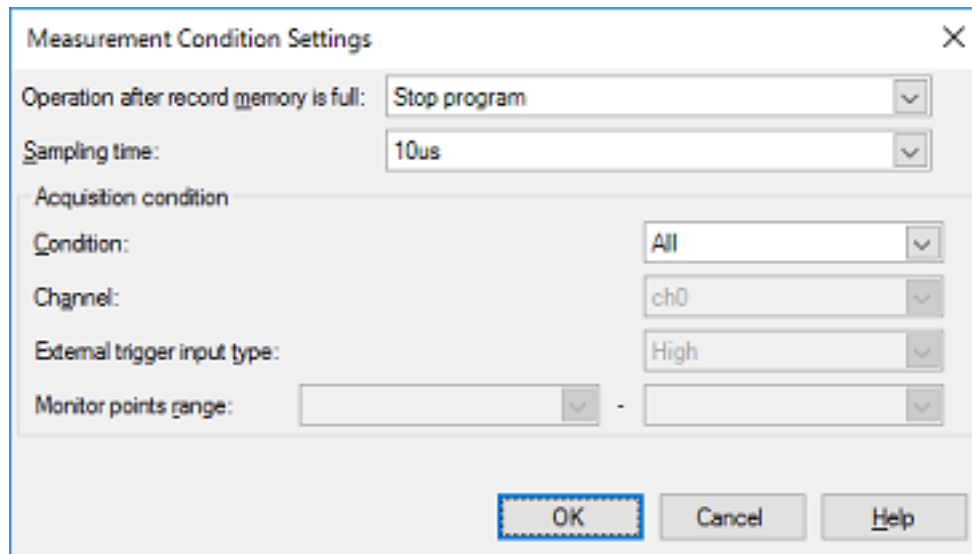 Measurement Condition Settings
Operation after record memory is full: Stop program
Sampling time: 10us
Acquisition condition
Condition: All
Channel: ch0
External trigger input type: High
Monitor points range: -
OK Cancel Help